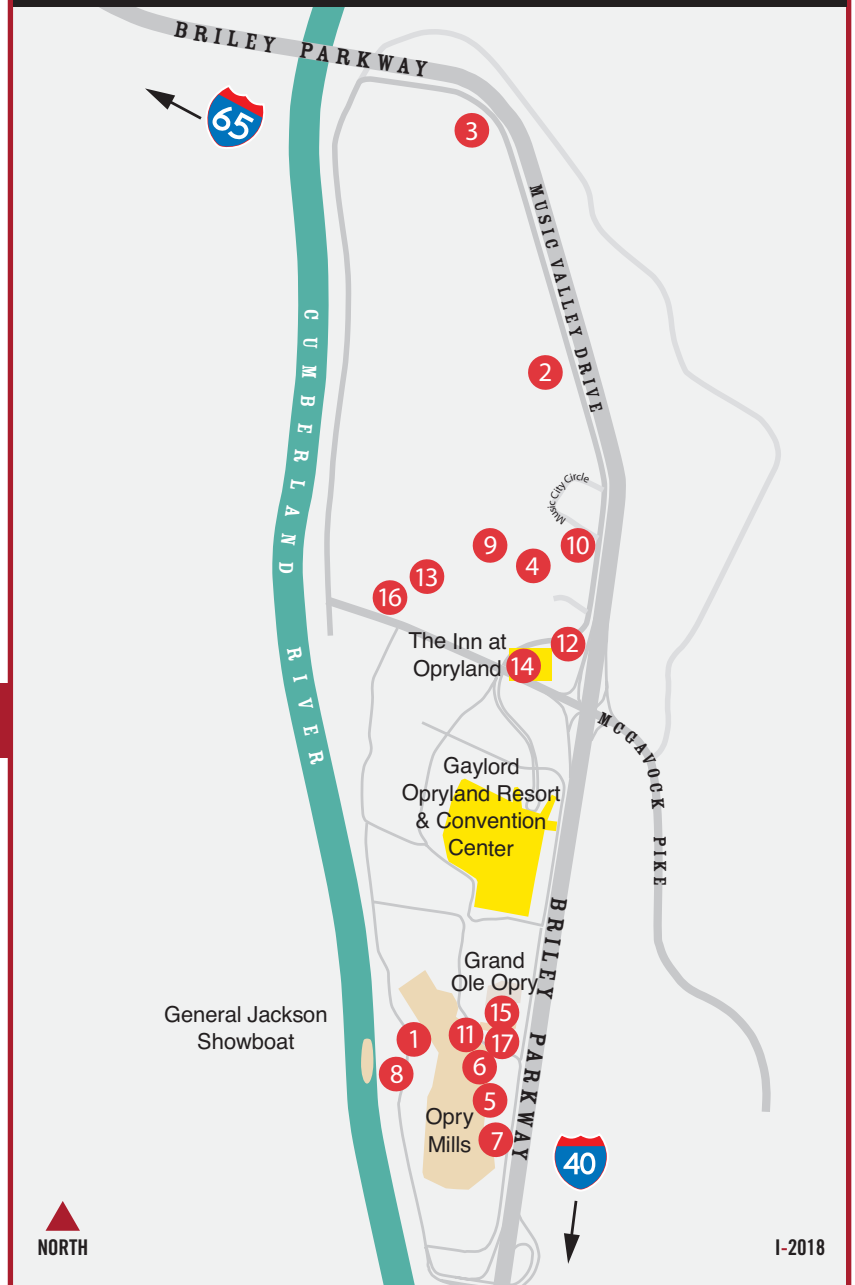 BRILEY PARKWAY
65
3
MUSIC VALLEY DRIVE
CUMBERLAND RIVER
2
Music City Circle
9
10
4
13
16
12
The Inn at
Opryland
14
MCGAVOCK PIKE
Gaylord
Opryland Resort
& Convention
Center
BRILEY PARKWAY
Grand
Ole Opry
General Jackson
Showboat
15
1
11
17
6
8
5
Opry
Mills
7
40
NORTH
I-2018